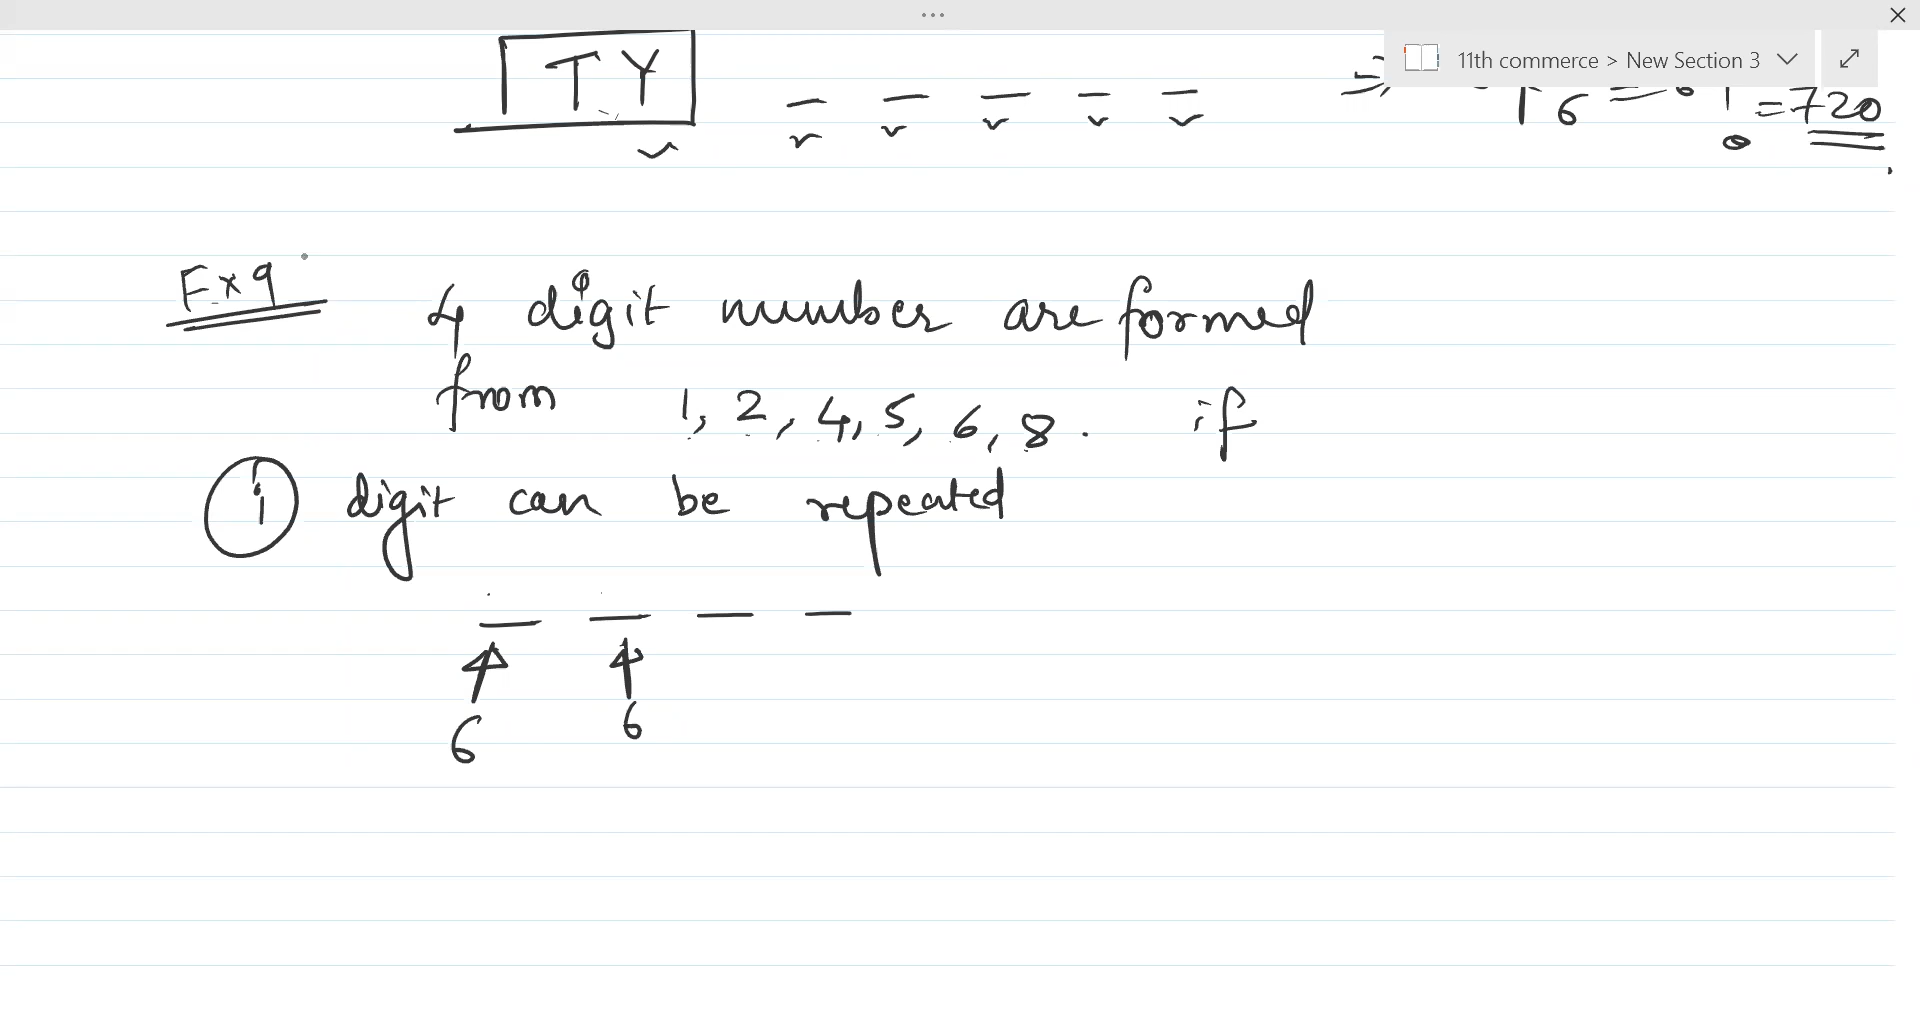 11th commerce > New Section 3
T Y
6 = 6! = 720
Ex 9
4 digit number are formed
from 1, 2, 4, 5, 6, 8. if
i digit can be repeated
6 6